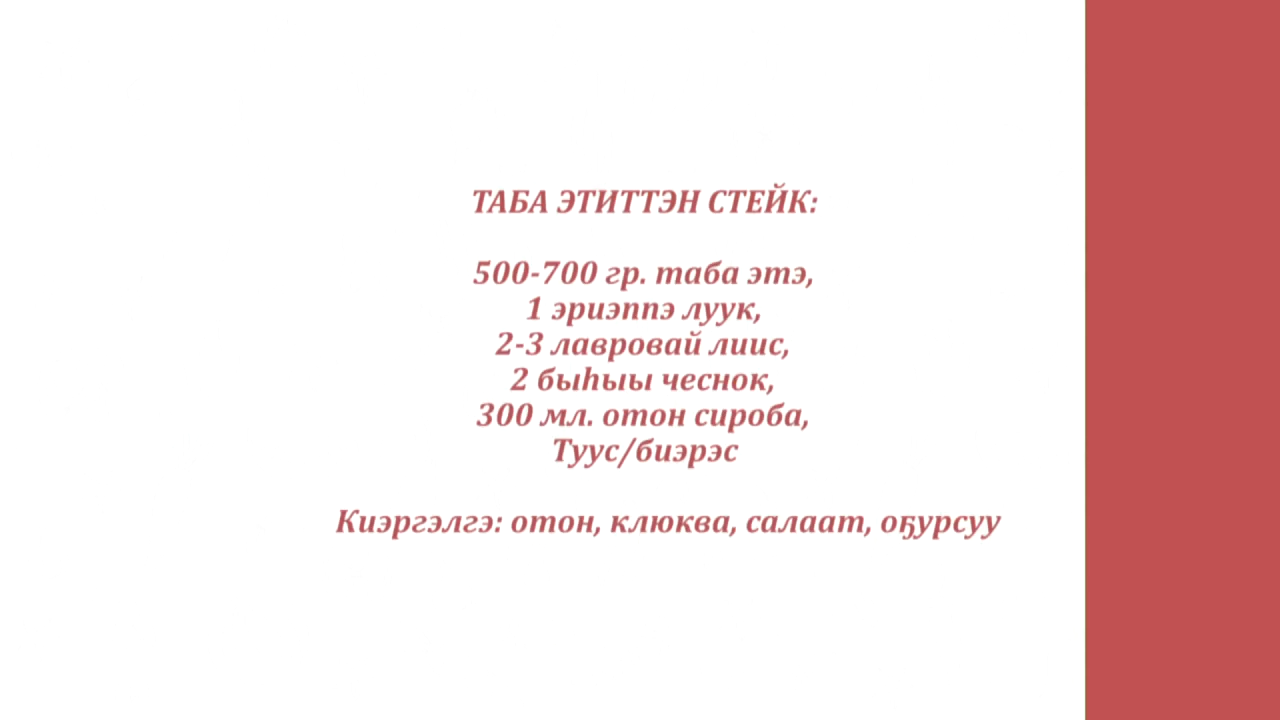 ТАБА ЭТИТТЭН СТЕЙК:
500-700 гр. таба этэ,
1 эриэппэ луук,
2-3 лавровай лиис,
2 быһыы чеснок,
300 мл. отон сироба,
Туус/биэрэс
Киэргэлгэ: отон, клюква, салаат, оҕурсуу